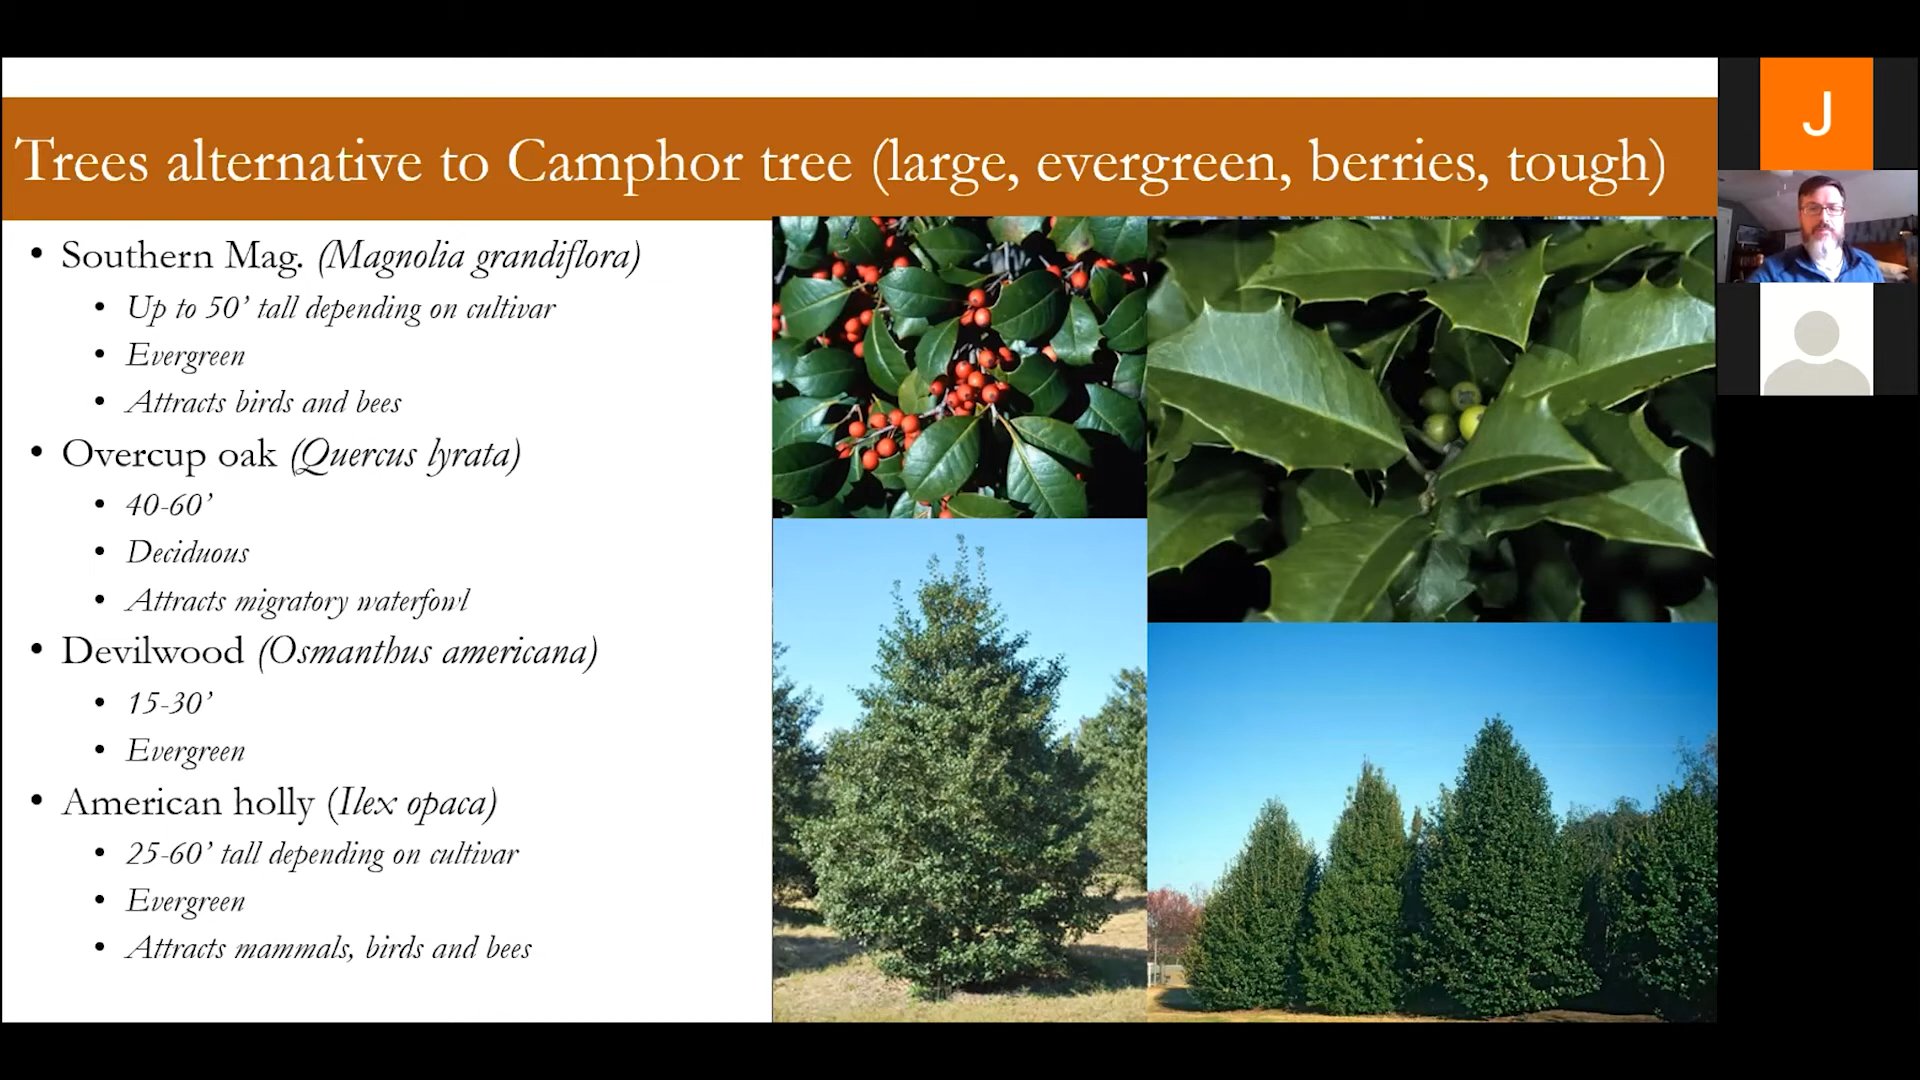 Trees alternative to Camphor tree (large, evergreen, berries, tough)
• Southern Mag. (Magnolia grandiflora)
• Up to 50’ tall depending on cultivar
• Evergreen
• Attracts birds and bees
• Overcup oak (Quercus lyrata)
• 40-60’
• Deciduous
• Attracts migratory waterfowl
• Devilwood (Osmanthus americana)
• 15-30’
• Evergreen
• American holly (Ilex opaca)
• 25-60’ tall depending on cultivar
• Evergreen
• Attracts mammals, birds and bees
J